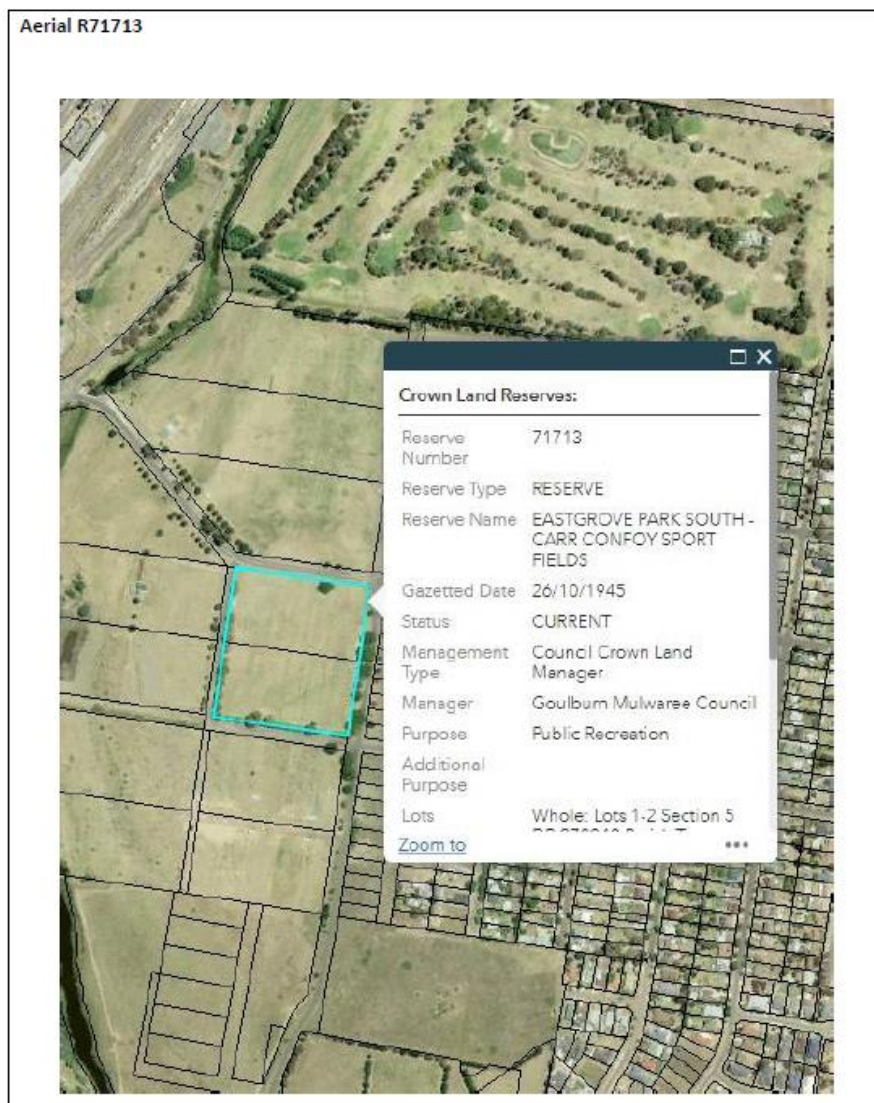 Aerial R71713
Crown Land Reserves:
Reserve Number 71713
Reserve Type RESERVE
Reserve Name EASTGROVE PARK SOUTH -
CARR CONFOY SPORT
FIELDS
Gazetted Date 26/10/1945
Status CURRENT
Management Type Council Crown Land
Manager
Manager Goulburn Mulwaree Council
Purpose Public Recreation
Additional Purpose
Lots Whole: Lots 1-2 Section 5
Zoom to